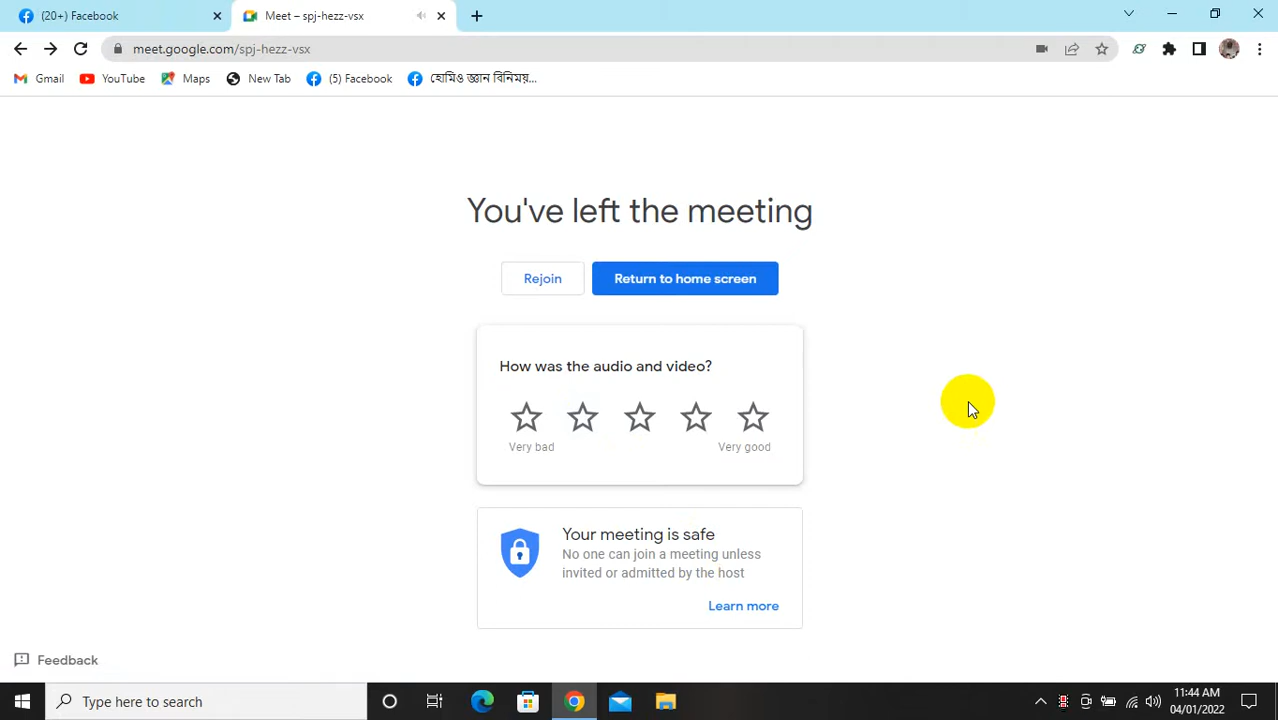 (20+) Facebook
Meet – spj-hezz-vsx
meet.google.com/spj-hezz-vsx
Gmail
YouTube
Maps
New Tab
(5) Facebook
হোমিও জ্ঞান বিনিময়...
You've left the meeting
Rejoin
Return to home screen
How was the audio and video?
Very bad
Very good
Your meeting is safe
No one can join a meeting unless
invited or admitted by the host
Learn more
Feedback
Type here to search
11:44 AM
04/01/2022